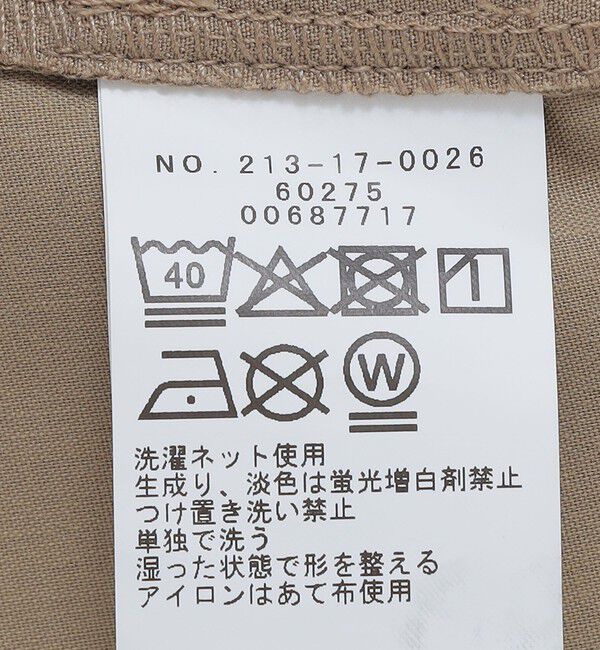 NO. 213-17-0026
60275
00687717
40
W
洗濯ネット使用
生成り、淡色は蛍光増白剤禁止
つけ置き洗い禁止
単独で洗う
湿った状態で形を整える
アイロンはあて布使用